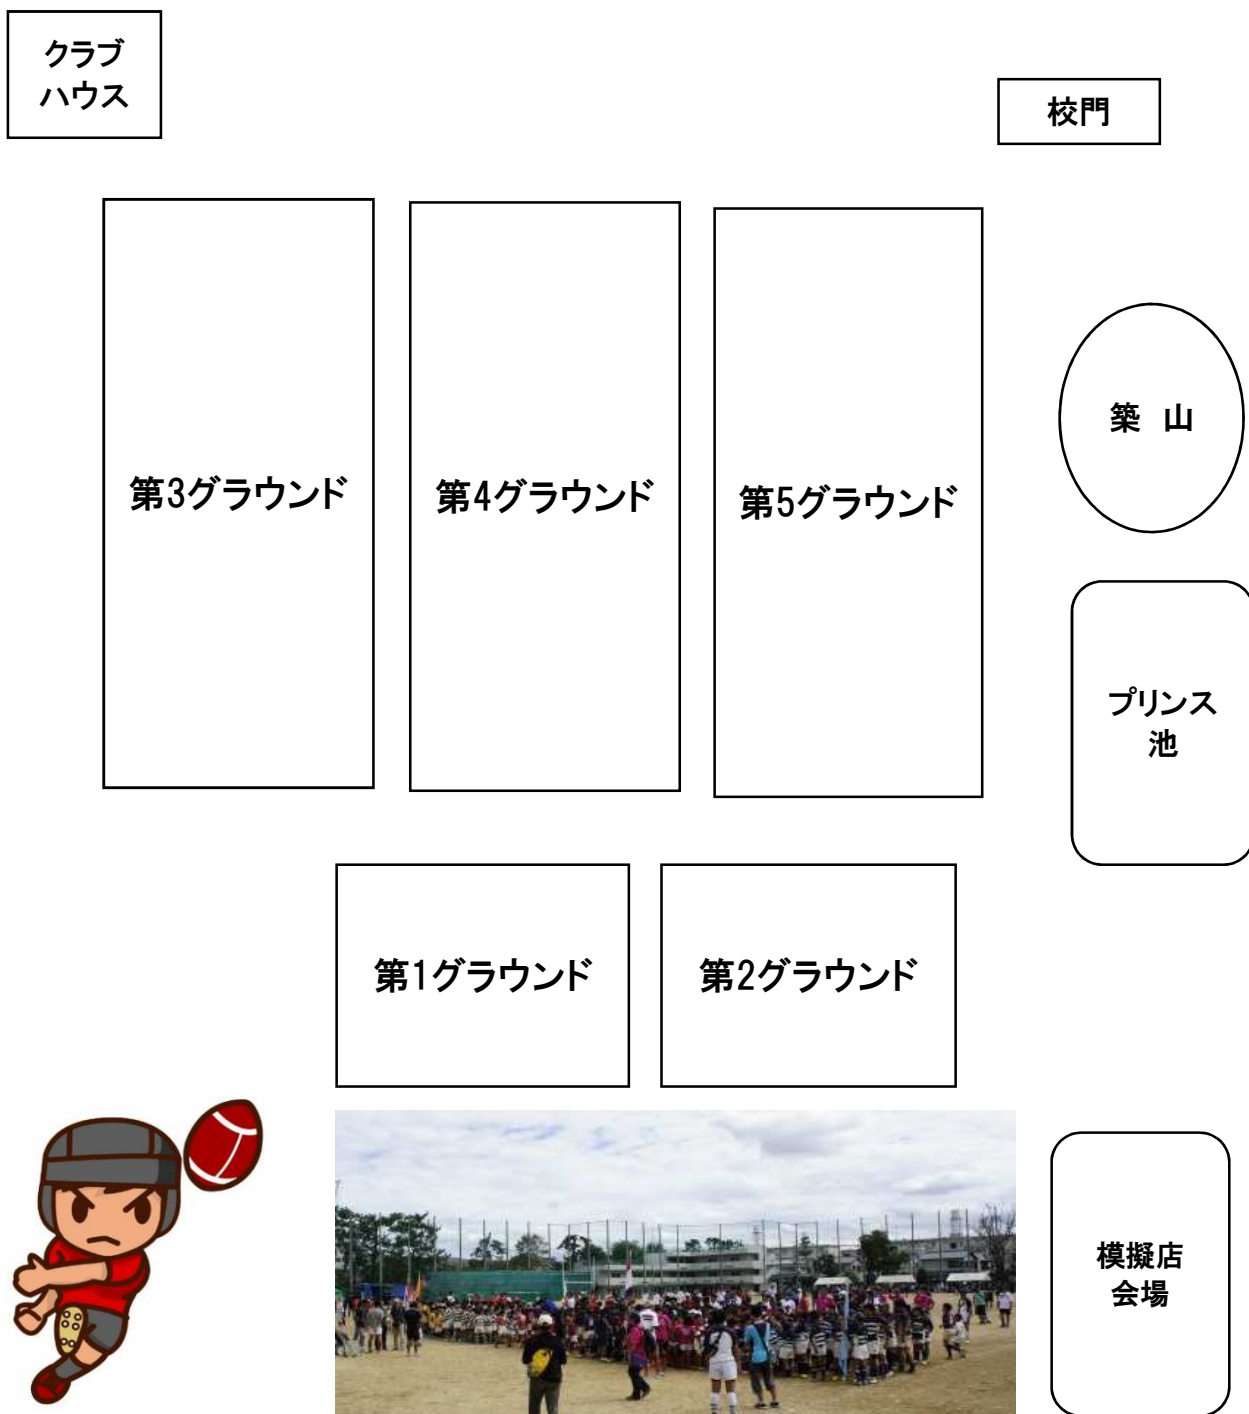 クラブ
ハウス
校門
築 山
第3グラウンド
第4グラウンド
第5グラウンド
プリンス
池
第1グラウンド
第2グラウンド
模擬店
会場